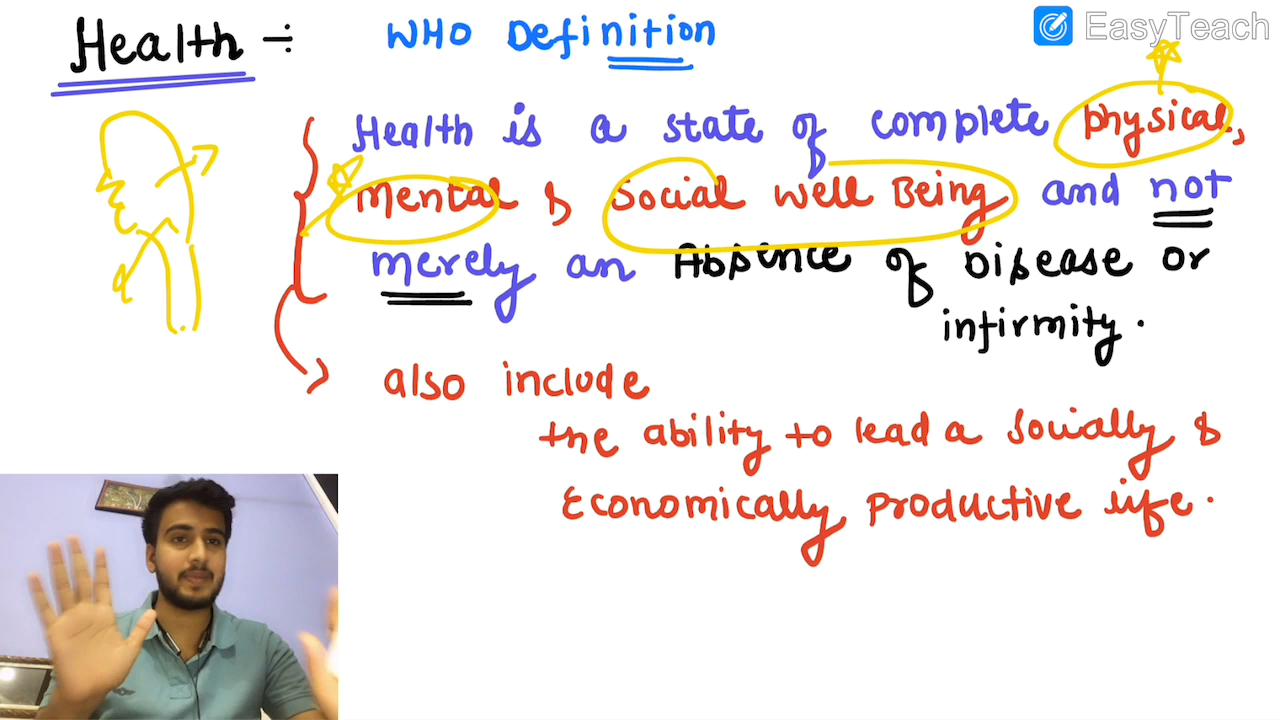 Health ÷ WHO Definition
EasyTeach
Health is a state of complete physical,
mental & social well Being and not
merely an Absence of Disease or
infirmity.
also include
the ability to lead a socially &
Economically productive life.